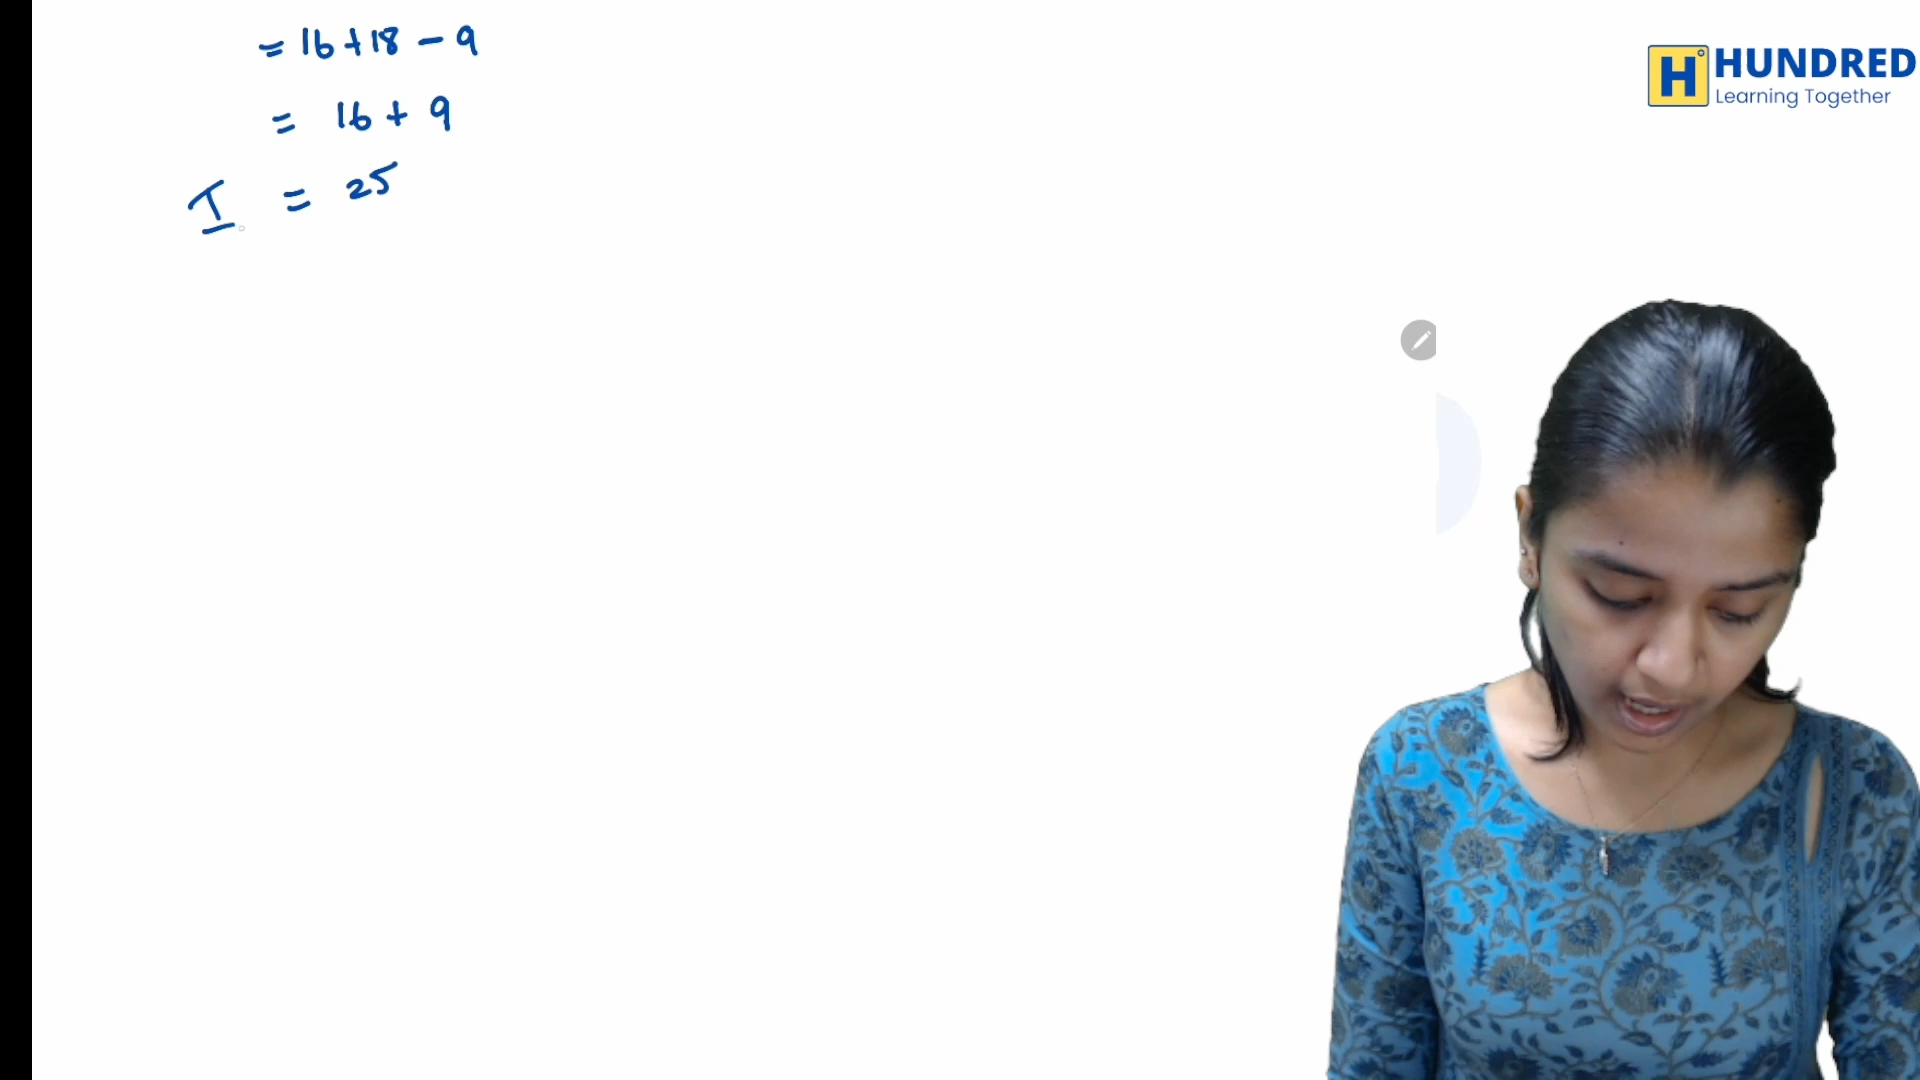 = 16 + 18 - 9
= 16 + 9
I = 25
H HUNDRED
Learning Together